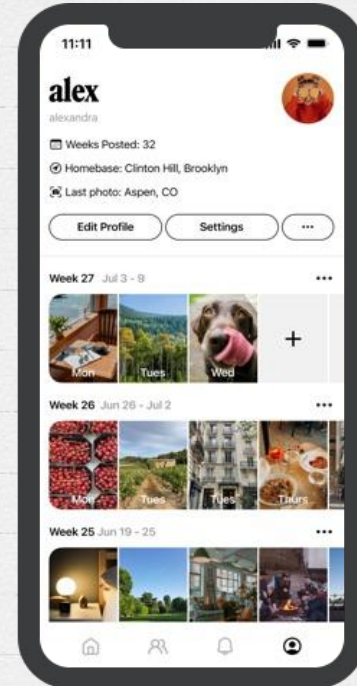 11:11
alex
alexandra
Weeks Posted: 32
Homebase: Clinton Hill, Brooklyn
Last photo: Aspen, CO
Edit Profile Settings ...
Week 27 Jul 3 - 9 ...
Mon Tues Wed +
Week 26 Jun 26 - Jul 2 ...
Mon Tues Tues Thurs
Week 25 Jun 19 - 25 ...